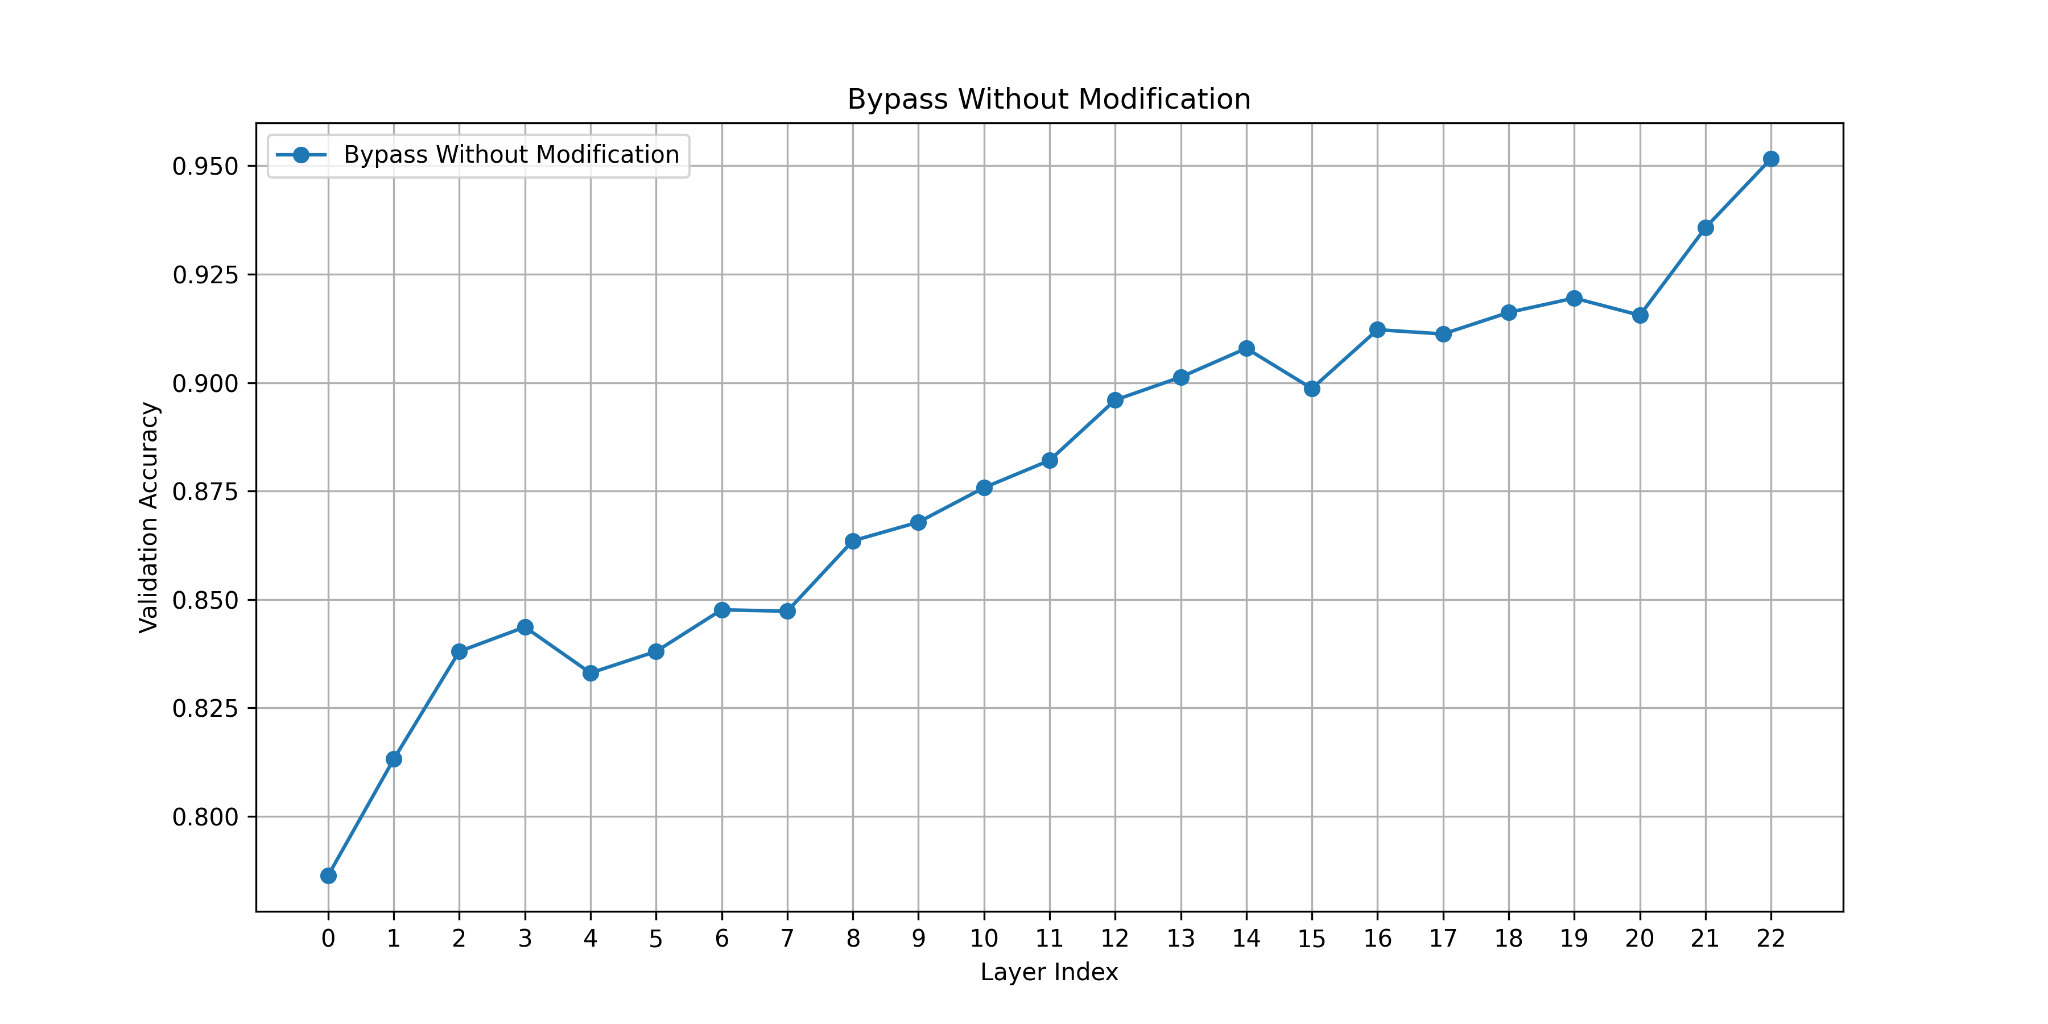 Bypass Without Modification
Bypass Without Modification
0.950
0.925
0.900
0.875
0.850
0.825
0.800
Validation Accuracy
0 1 2 3 4 5 6 7 8 9 10 11 12 13 14 15 16 17 18 19 20 21 22
Layer Index